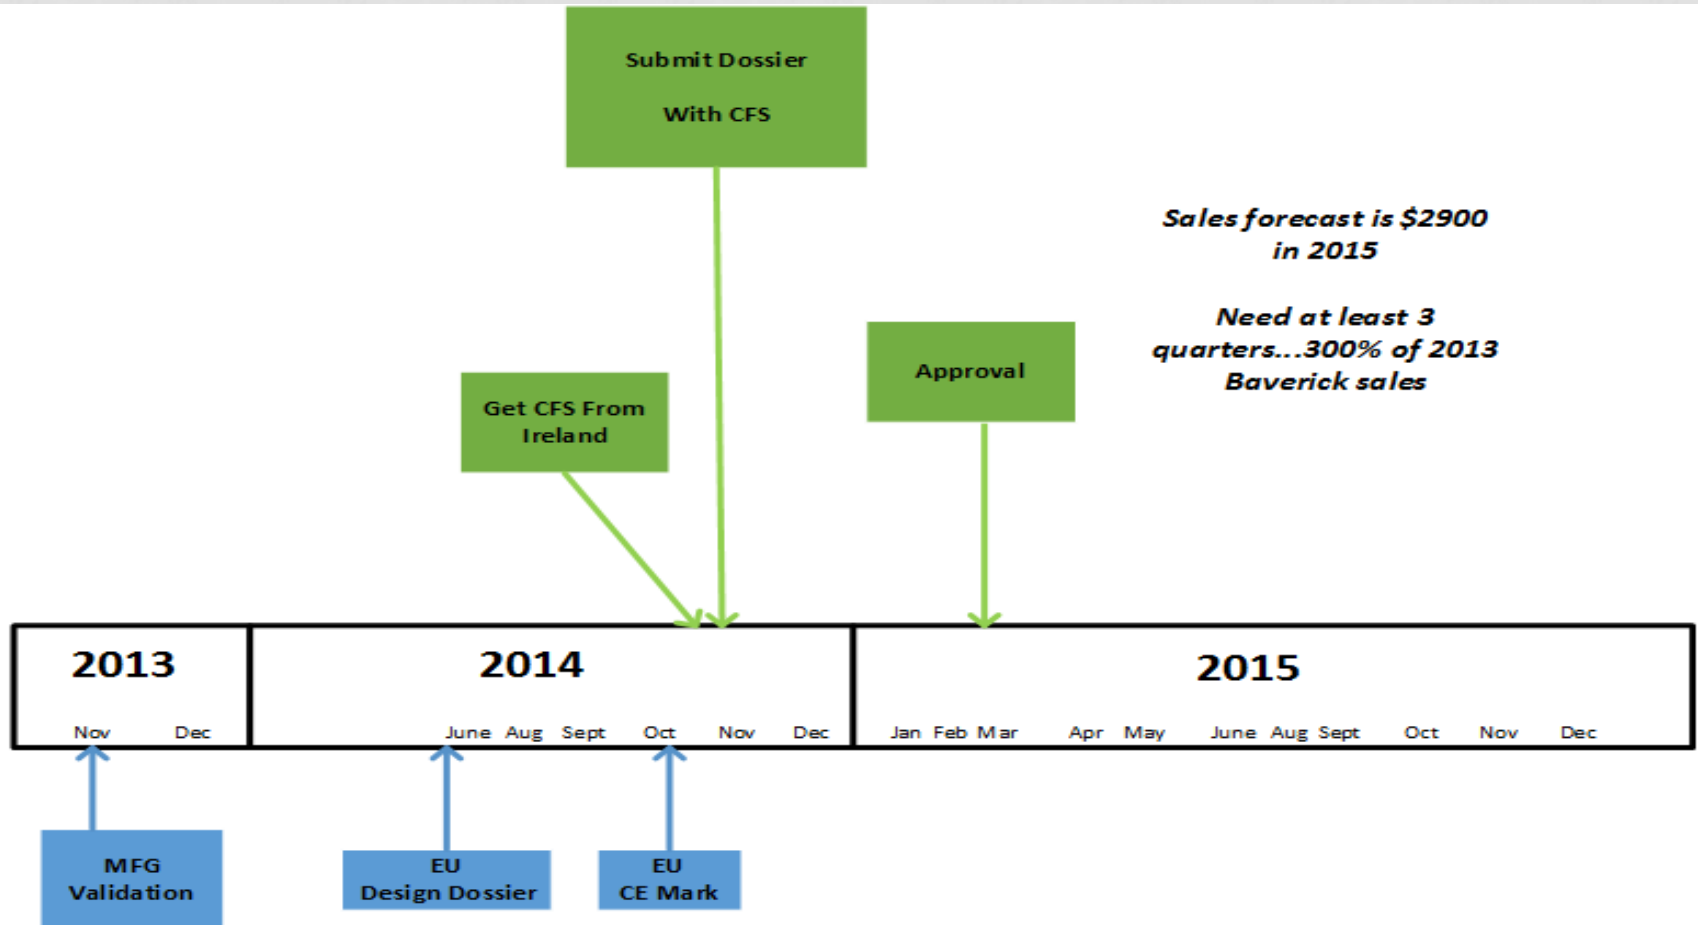 Submit Dossier
With CFS
Sales forecast is $2900
in 2015
Need at least 3
quarters...300% of 2013
Baverick sales
Approval
Get CFS From
Ireland
2013
2014
2015
Nov Dec
June Aug Sept Oct Nov Dec
Jan Feb Mar Apr May June Aug Sept Oct Nov Dec
MFG
Validation
EU
Design Dossier
EU
CE Mark